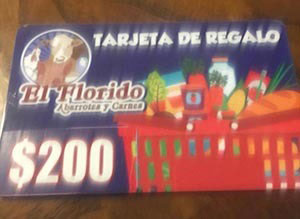 TARJETA DE REGALO
El Florido
Abarrotes y Carnes
$200